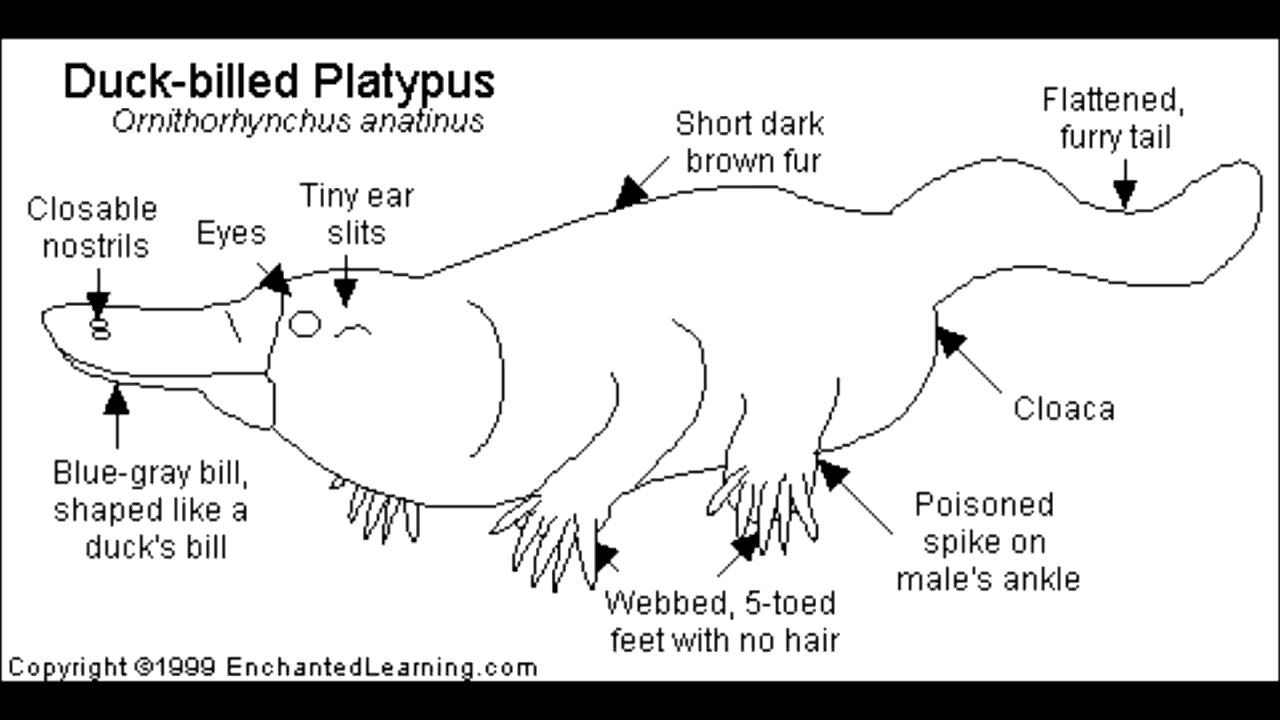 Duck-billed Platypus
Ornithorhynchus anatinus
Closable
nostrils
Eyes
Tiny ear
slits
Short dark
brown fur
Flattened,
furry tail
Cloaca
Blue-gray bill,
shaped like a
duck's bill
Poisoned
spike on
male's ankle
Webbed, 5-toed
feet with no hair
Copyright ©1999 EnchantedLearning.com